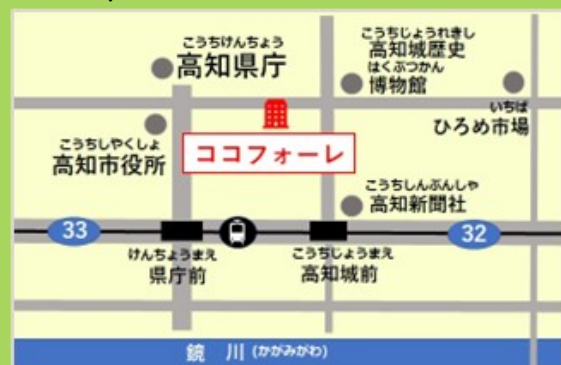 こうちけんちょう
高知県庁
こうちじょうれきし
高知城歴史
はくぶつかん
博物館
いちば
ひろめ市場
こうちしやくしょ
高知市役所
ココフォーレ
こうちしんぶんしゃ
高知新聞社
33
32
けんちょうまえ
県庁前
こうちじょうまえ
高知城前
鏡 川 (かがみがわ)